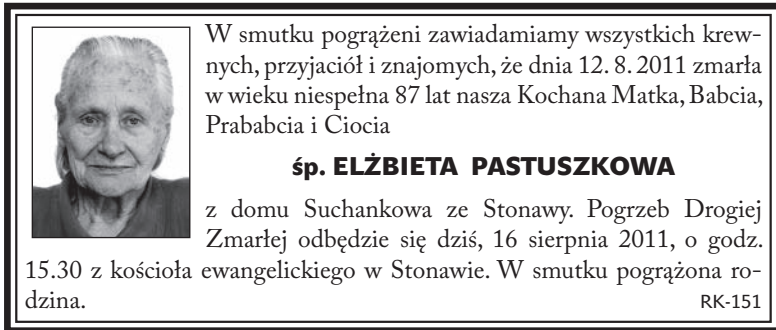 W smutku pogrążeni zawiadamiamy wszystkich krew-
nych, przyjaciół i znajomych, że dnia 12. 8. 2011 zmarła
w wieku niespełna 87 lat nasza Kochana Matka, Babcia,
Prababcia i Ciocia
śp. ELŻBIETA PASTUSZKOWA
z domu Suchankowa ze Stonawy. Pogrzeb Drogiej
Zmarłej odbędzie się dziś, 16 sierpnia 2011, o godz.
15.30 z kościoła ewangelickiego w Stonawie. W smutku pogrążona ro-
dzina. RK-151